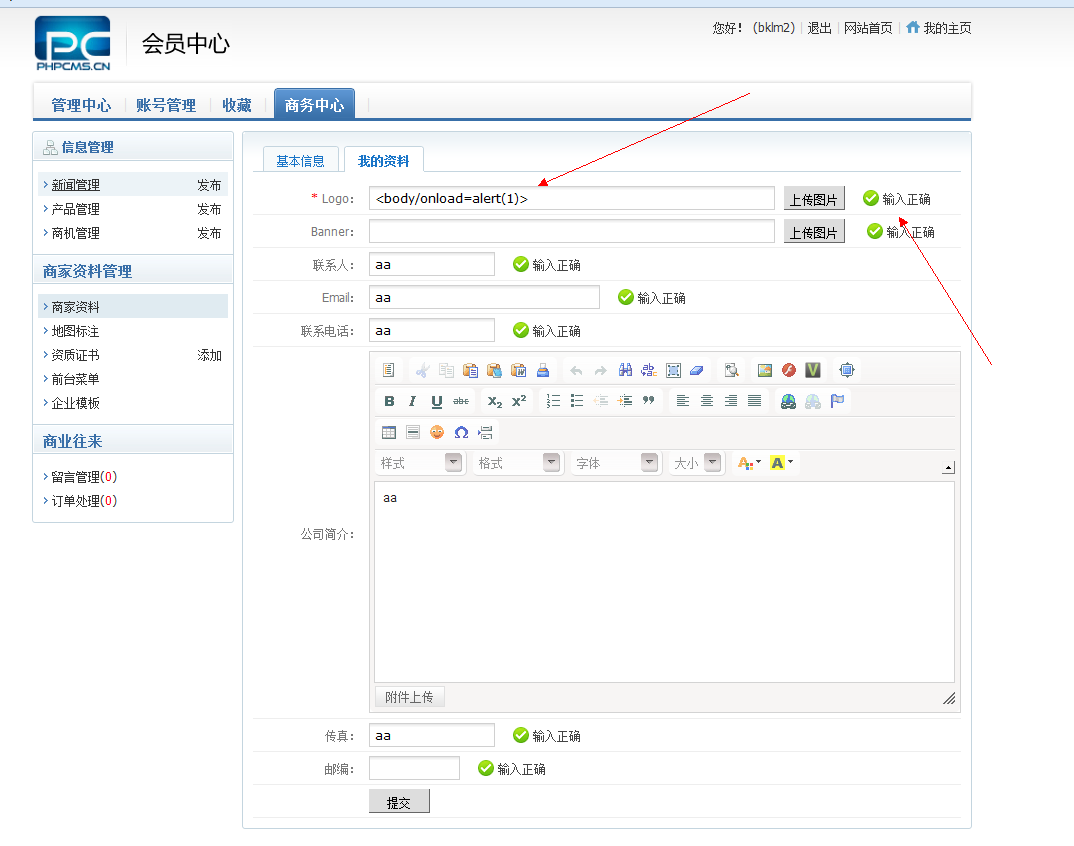 PHPCMS.CN
会员中心
您好! (bklm2) 退出 网站首页 我的主页
管理中心 账号管理 收藏 商务中心
信息管理
新闻管理 发布
产品管理 发布
商机管理 发布
商家资料管理
商家资料
地图标注
资质证书 添加
前台菜单
企业模板
商业往来
留言管理(0)
订单处理(0)
基本信息 我的资料
* Logo: <body/onload=alert(1)> 上传图片 输入正确
Banner: 上传图片 输入正确
联系人: aa 输入正确
Email: aa 输入正确
联系电话: aa 输入正确
B I U abc X₂ X²
样式 格式 字体 大小 A A
公司简介: aa
附件上传
传真: aa 输入正确
邮编: 输入正确
提交